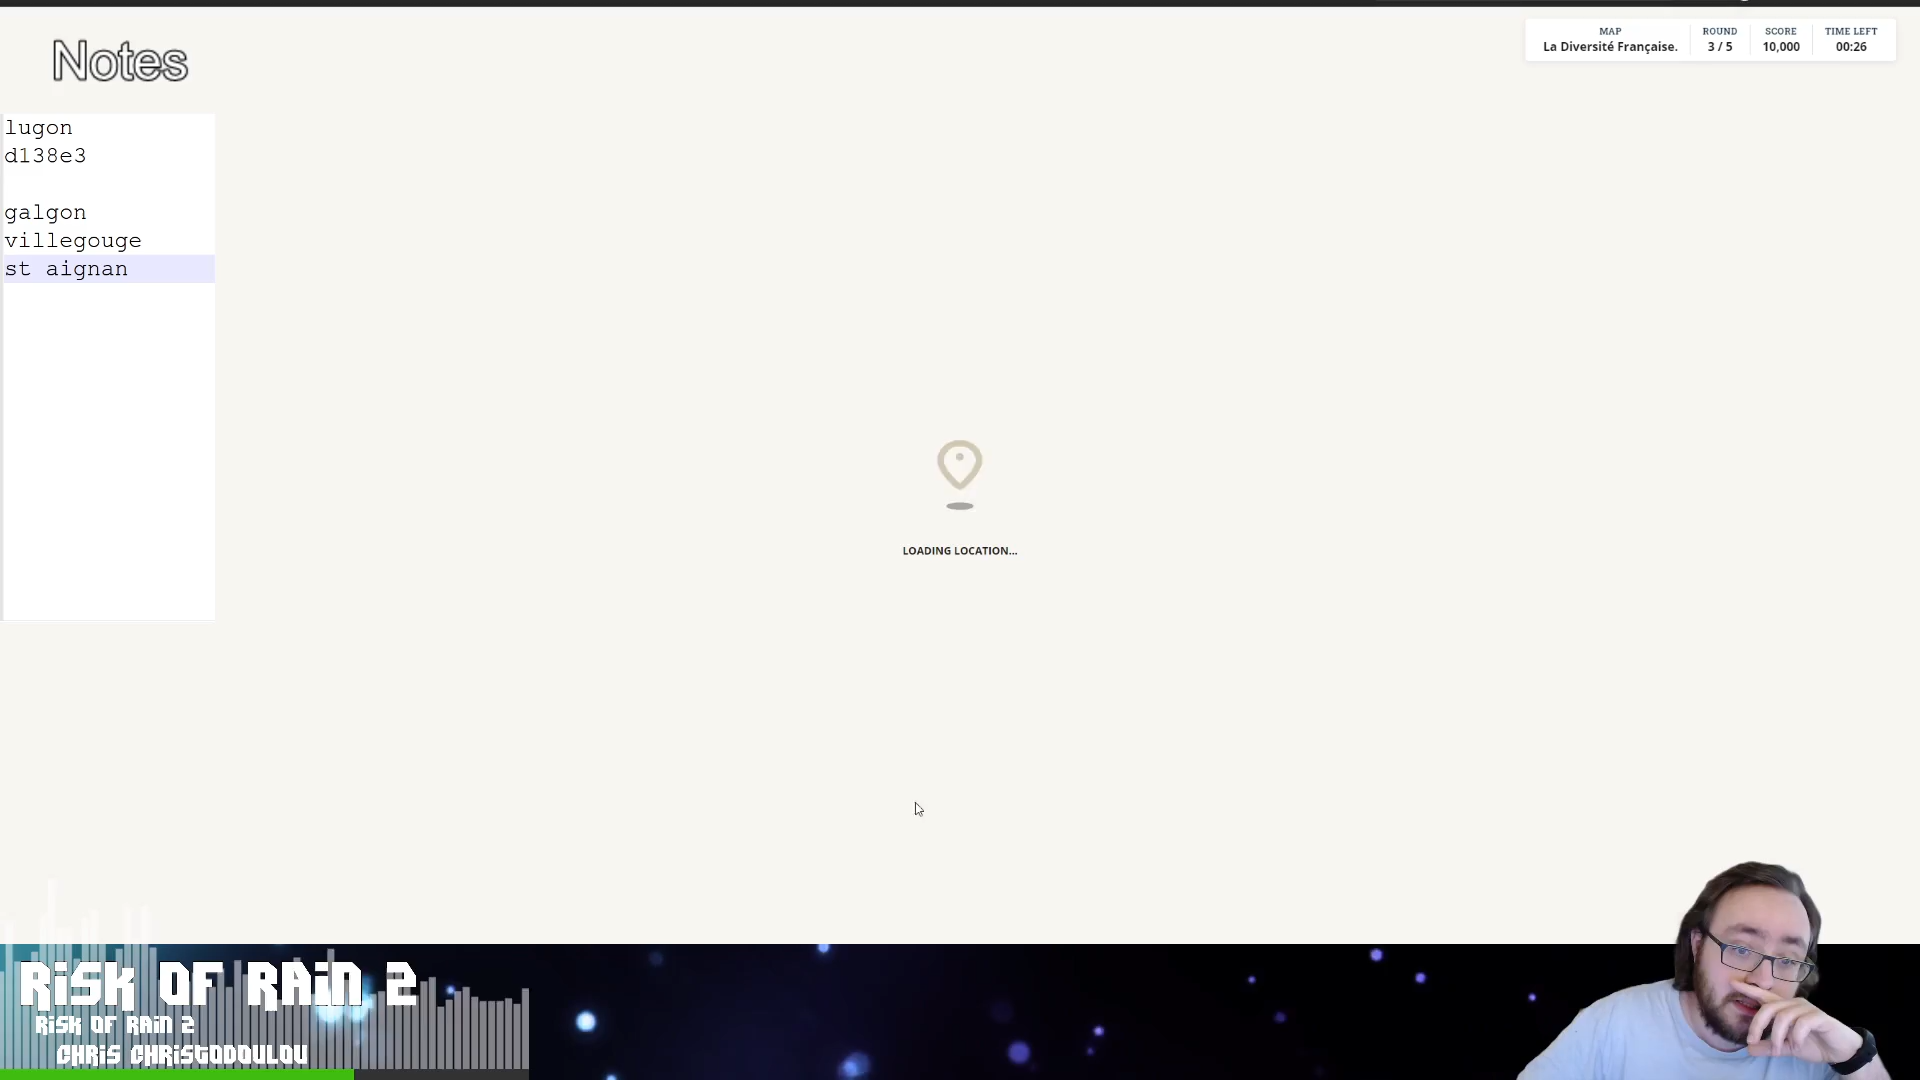 Notes
MAP
La Diversité Française.
ROUND
3 / 5
SCORE
10,000
TIME LEFT
00:26
lugon
d138e3
galgon
villegouge
st aignan
LOADING LOCATION...
RISK OF RAIN 2
RISK OF RAIN 2
CHRIS CHRISTODOULOU